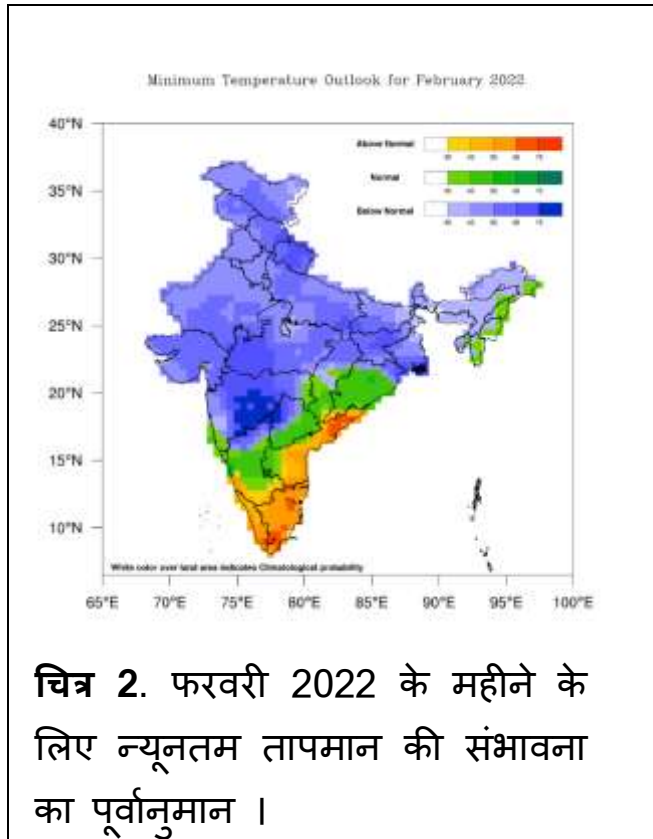 Minimum Temperature Outlook for February 2022
40°N
35°N
30°N
25°N
20°N
15°N
10°N
Above Normal
Normal
Below Normal
White color over land area indicates Climatological probability
65°E 70°E 75°E 80°E 85°E 90°E 95°E 100°E
चित्र 2. फरवरी 2022 के महीने के
लिए न्यूनतम तापमान की संभावना
का पूर्वानुमान ।